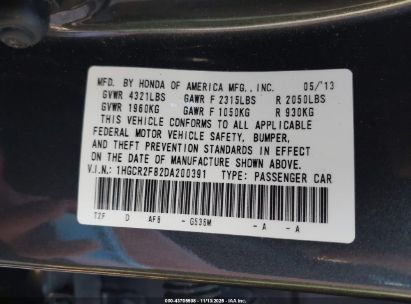 MFD. BY HONDA OF AMERICA MFG., INC. 05/'13
GVWR 4321LBS GAWR F 2315LBS R 2050LBS
GVWR 1960KG GAWR F 1050KG R 930KG
THIS VEHICLE CONFORMS TO ALL APPLICABLE
FEDERAL MOTOR VEHICLE SAFETY, BUMPER,
AND THEFT PREVENTION STANDARDS IN EFFECT
ON THE DATE OF MANUFACTURE SHOWN ABOVE.
V.I.N.: 1HGCR2F82DA200391 TYPE: PASSENGER CAR
T2F D AF8 - G536M - A - A